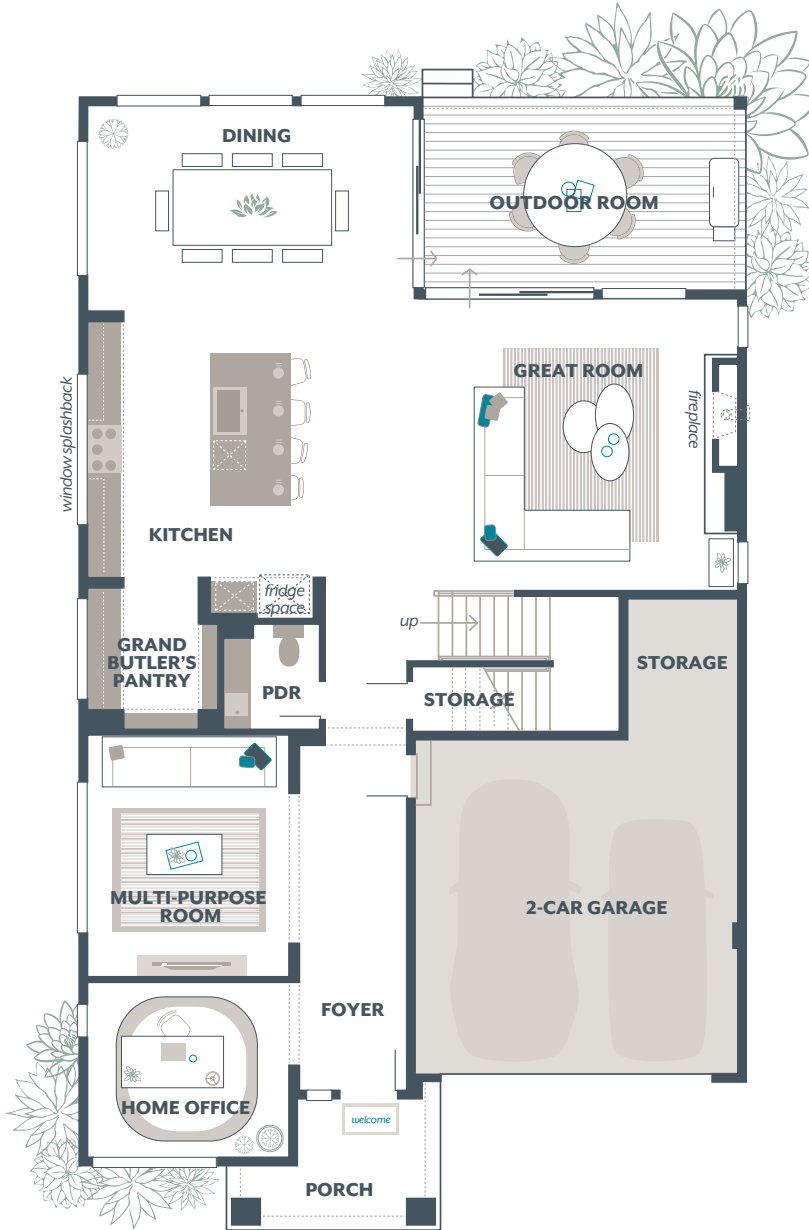 DINING
OUTDOOR ROOM
GREAT ROOM
fireplace
window splashback
KITCHEN
fridge
space
up
GRAND
BUTLER'S
PANTRY
PDR
STORAGE
STORAGE
MULTI-PURPOSE
ROOM
2-CAR GARAGE
FOYER
HOME OFFICE
welcome
PORCH